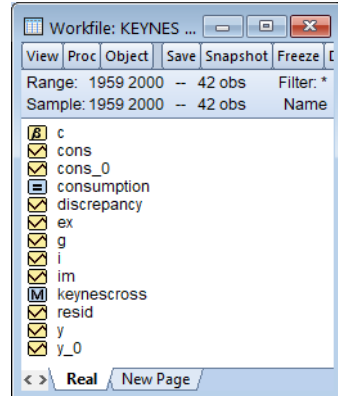 Workfile: KEYNES ...
View Proc Object Save Snapshot Freeze D
Range: 1959 2000 -- 42 obs Filter: *
Sample: 1959 2000 -- 42 obs Name
β c
cons
cons_0
= consumption
discrepancy
ex
g
i
im
M keynescross
resid
y
y_0
< > Real New Page